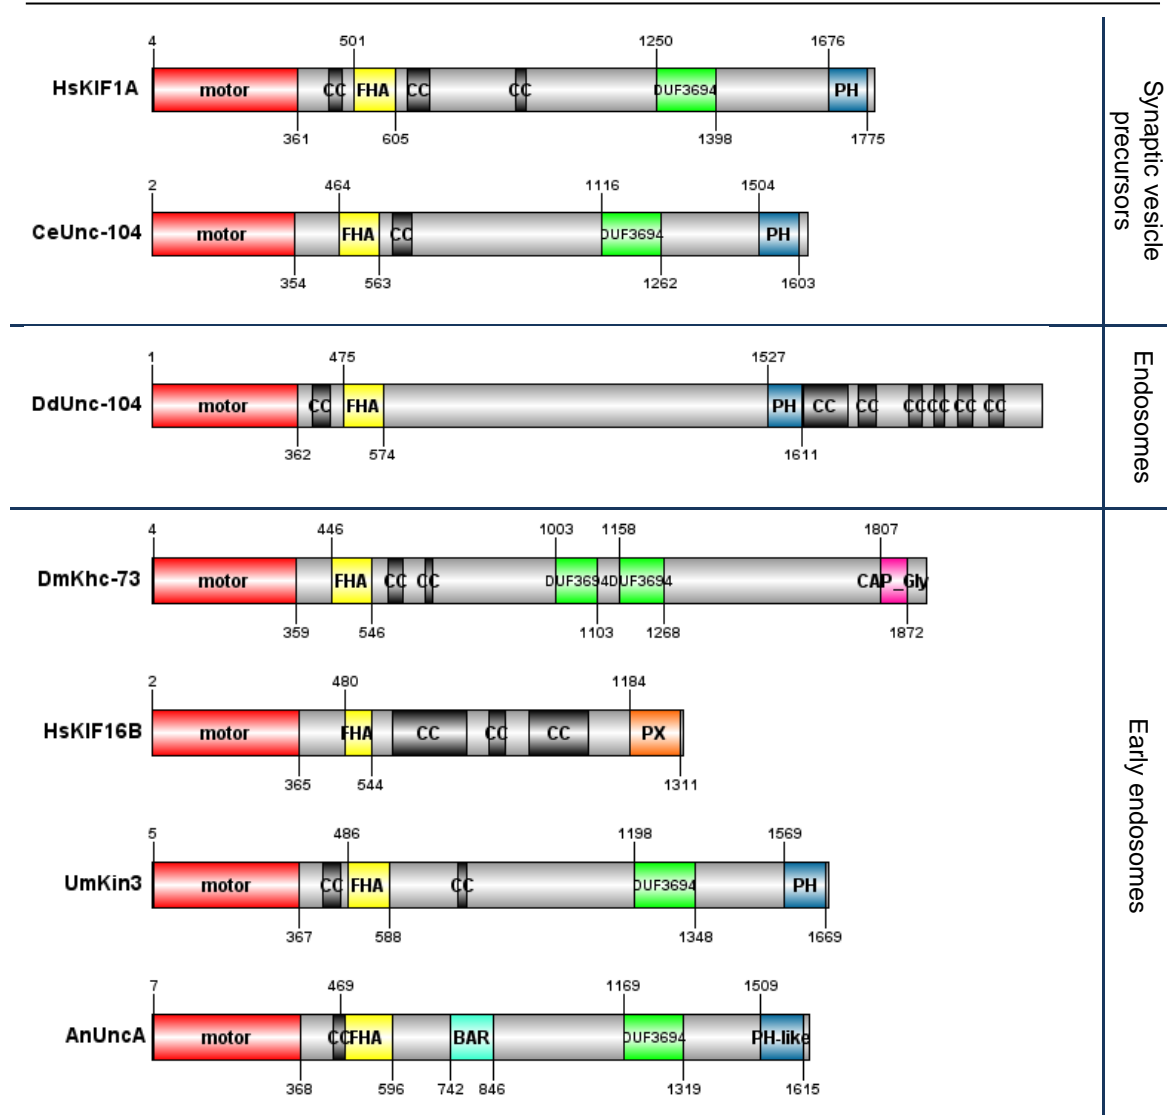 4 501 1250 1676
HsKIF1A motor CC FHA CC CC DUF3694 PH
361 605 1398 1775
Synaptic vesicle
precursors
2 464 1116 1504
CeUnc-104 motor FHA CC DUF3694 PH
354 563 1262 1603
1 475 1527
DdUnc-104 motor CC FHA PH CC CC CC CC CC CC
362 574 1611
Endosomes
4 446 1003 1158 1807
DmKhc-73 motor FHA CC CC DUF3694 DUF3694 CAP_Gly
359 546 1103 1268 1872
2 480 1184
HsKIF16B motor FHA CC CC CC PX
365 544 1311
Early endosomes
5 486 1198 1569
UmKin3 motor CC FHA CC DUF3694 PH
367 588 1348 1669
7 469 1169 1509
AnUncA motor CC FHA BAR DUF3694 PH-like
368 596 742 846 1319 1615